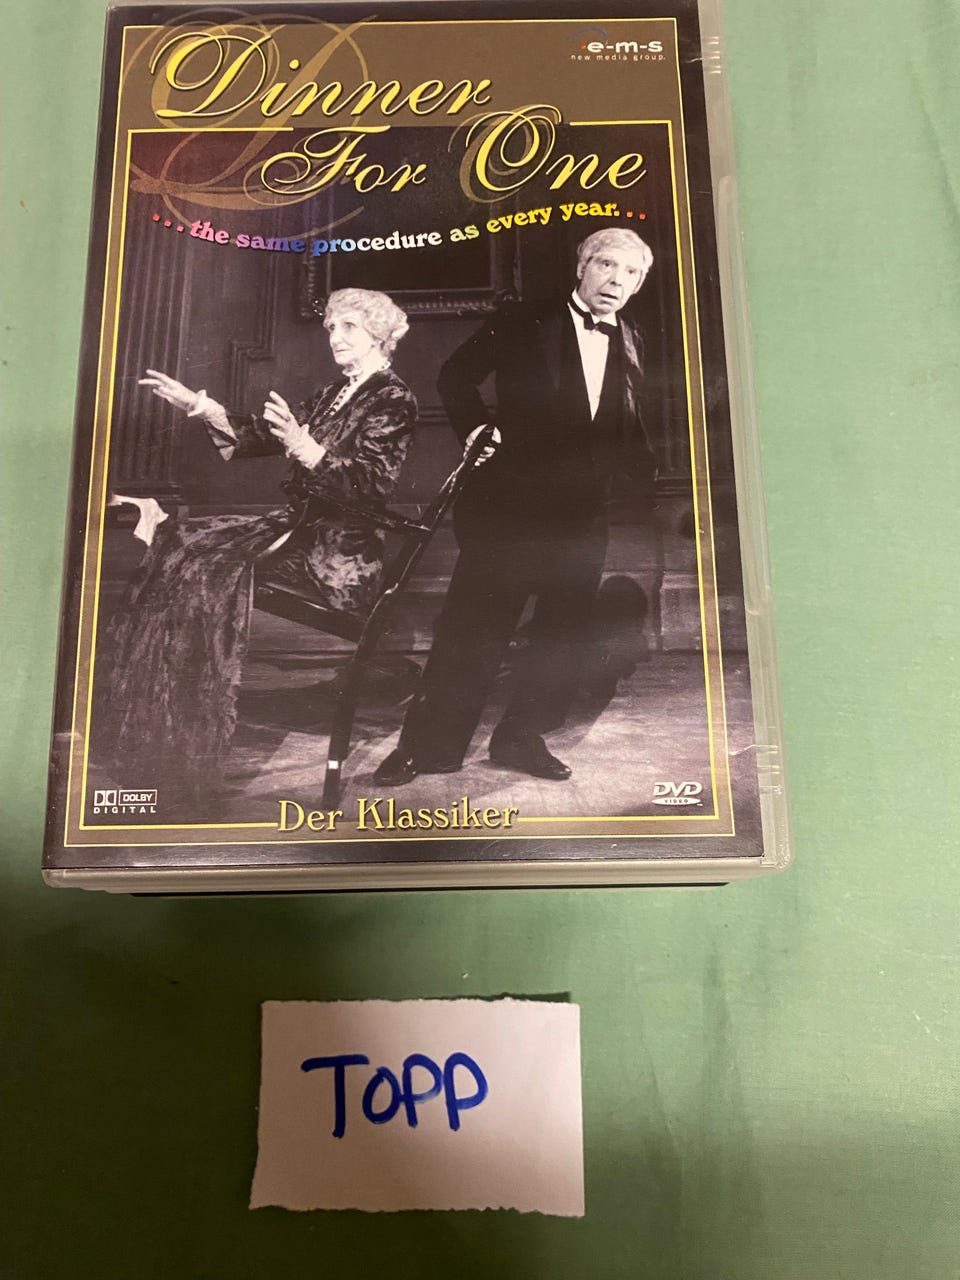 e-m-s
new media group.
Dinner
For One
...the same procedure as every year...
DOLBY
DIGITAL
Der Klassiker
DVD
VIDEO
TOPP